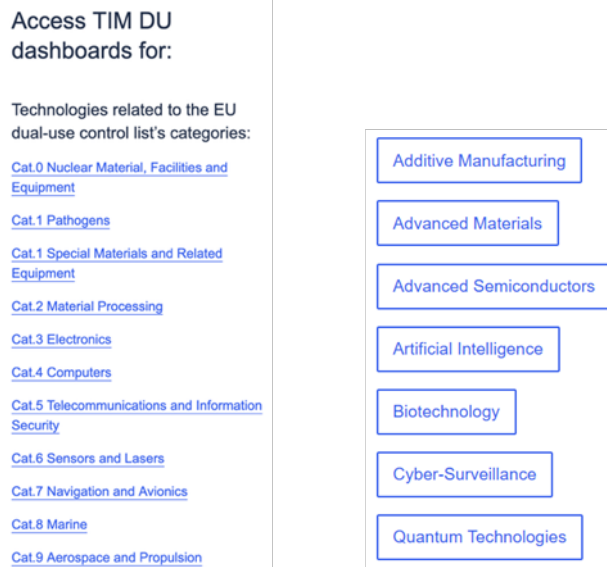 Access TIM DU
dashboards for:
Technologies related to the EU
dual-use control list's categories:
Cat.0 Nuclear Material, Facilities and
Equipment
Cat.1 Pathogens
Cat.1 Special Materials and Related
Equipment
Cat.2 Material Processing
Cat.3 Electronics
Cat.4 Computers
Cat.5 Telecommunications and Information
Security
Cat.6 Sensors and Lasers
Cat.7 Navigation and Avionics
Cat.8 Marine
Cat.9 Aerospace and Propulsion
Additive Manufacturing
Advanced Materials
Advanced Semiconductors
Artificial Intelligence
Biotechnology
Cyber-Surveillance
Quantum Technologies